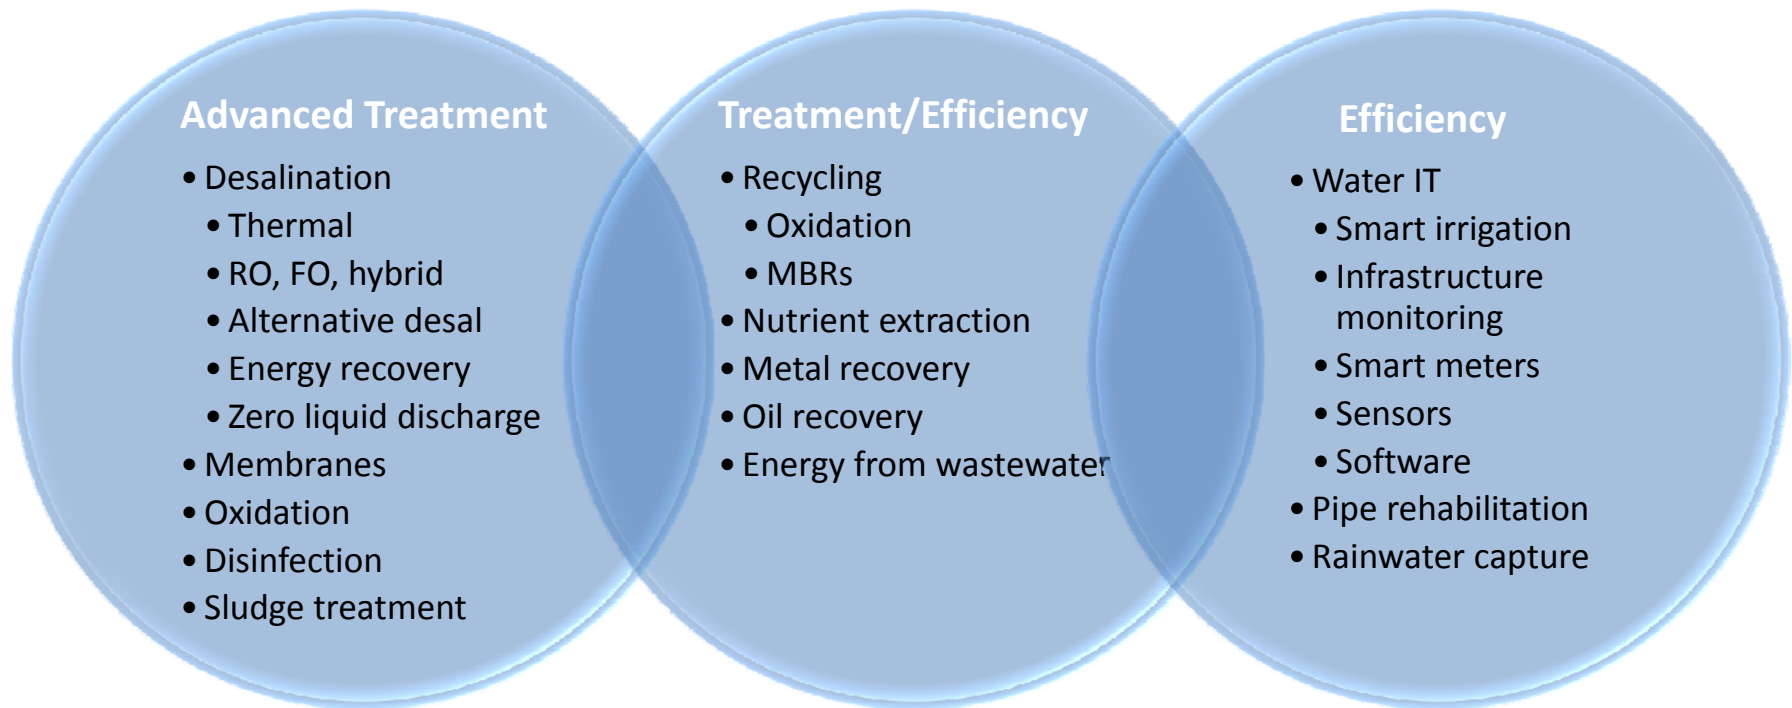 Advanced Treatment
• Desalination
• Thermal
• RO, FO, hybrid
• Alternative desal
• Energy recovery
• Zero liquid discharge
• Membranes
• Oxidation
• Disinfection
• Sludge treatment
Treatment/Efficiency
• Recycling
• Oxidation
• MBRs
• Nutrient extraction
• Metal recovery
• Oil recovery
• Energy from wastewater
Efficiency
• Water IT
• Smart irrigation
• Infrastructure
monitoring
• Smart meters
• Sensors
• Software
• Pipe rehabilitation
• Rainwater capture